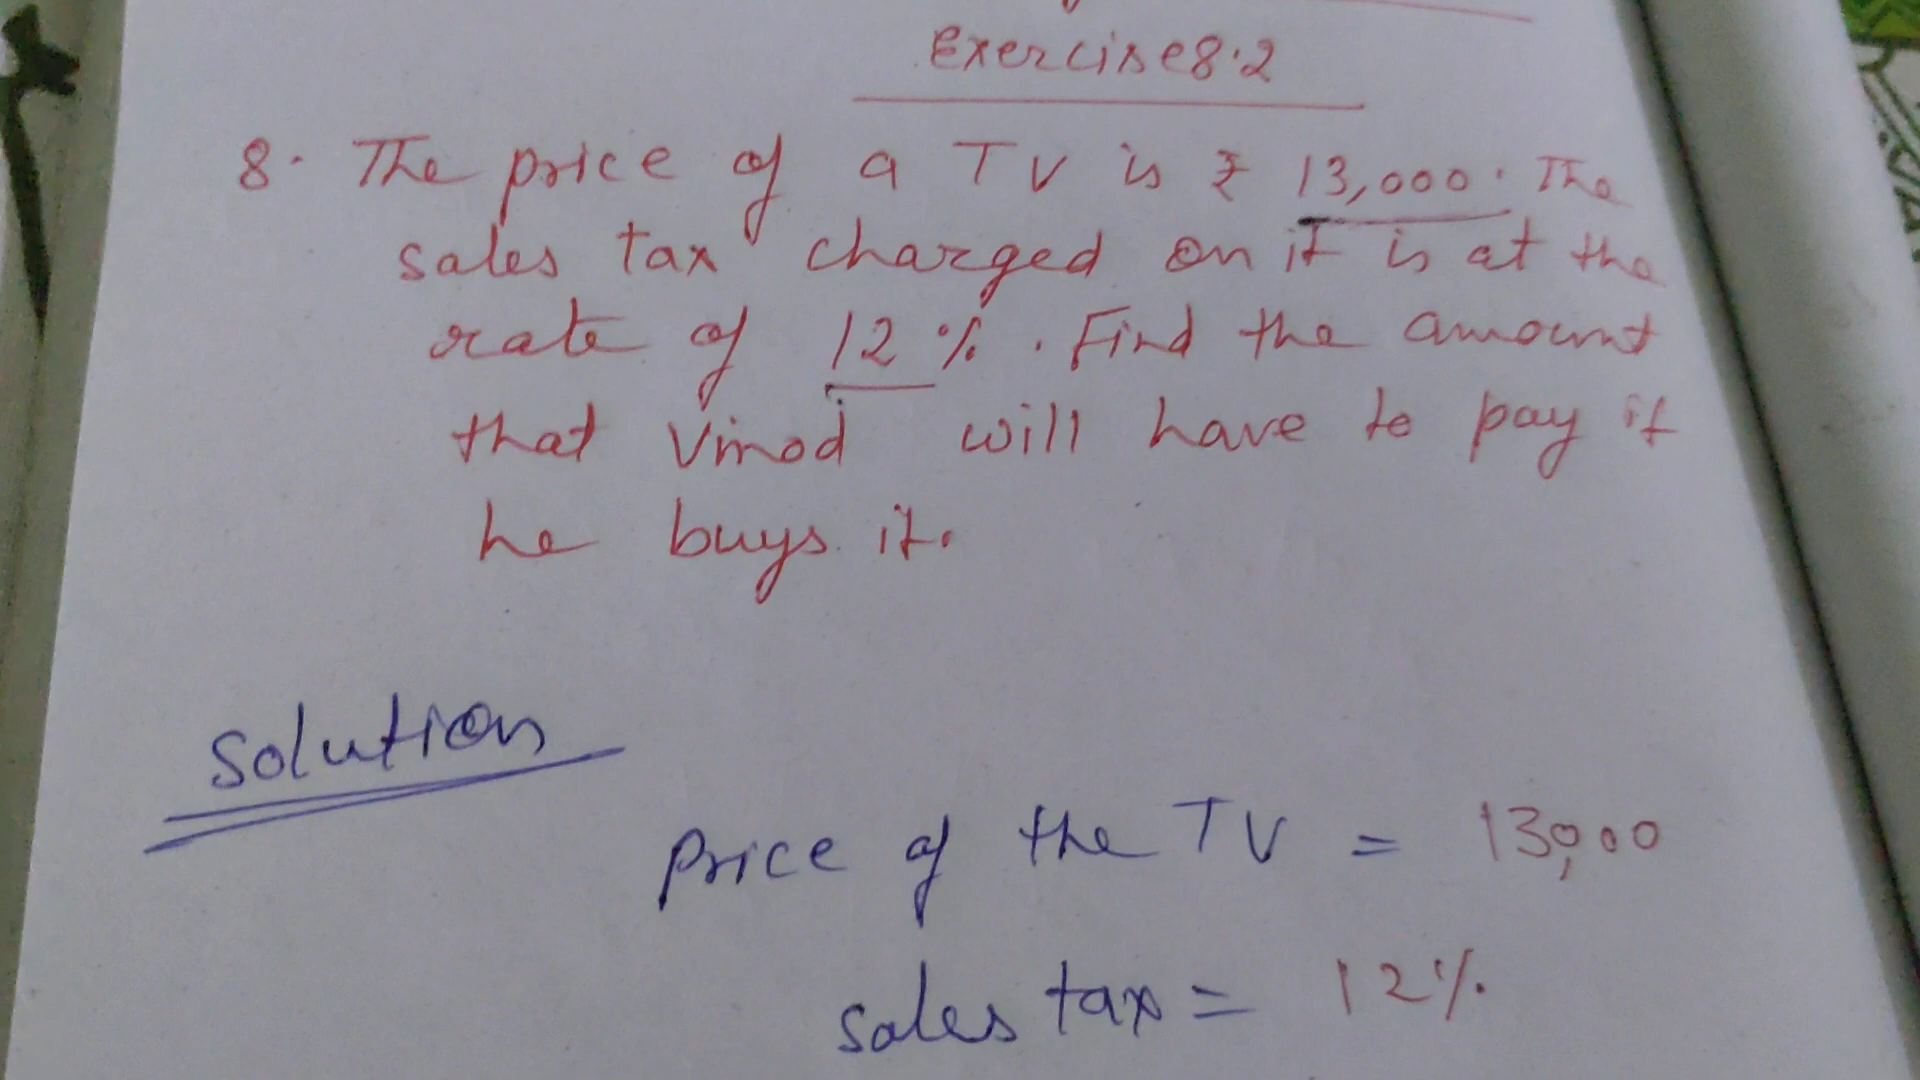 Exercise 8.2
8. The price of a TV is ₹ 13,000. The
sales tax charged on it is at the
rate of 12%. Find the amount
that Vinod will have to pay if
he buys it.
Solution
Price of the TV = 13,000
sales tax = 12%